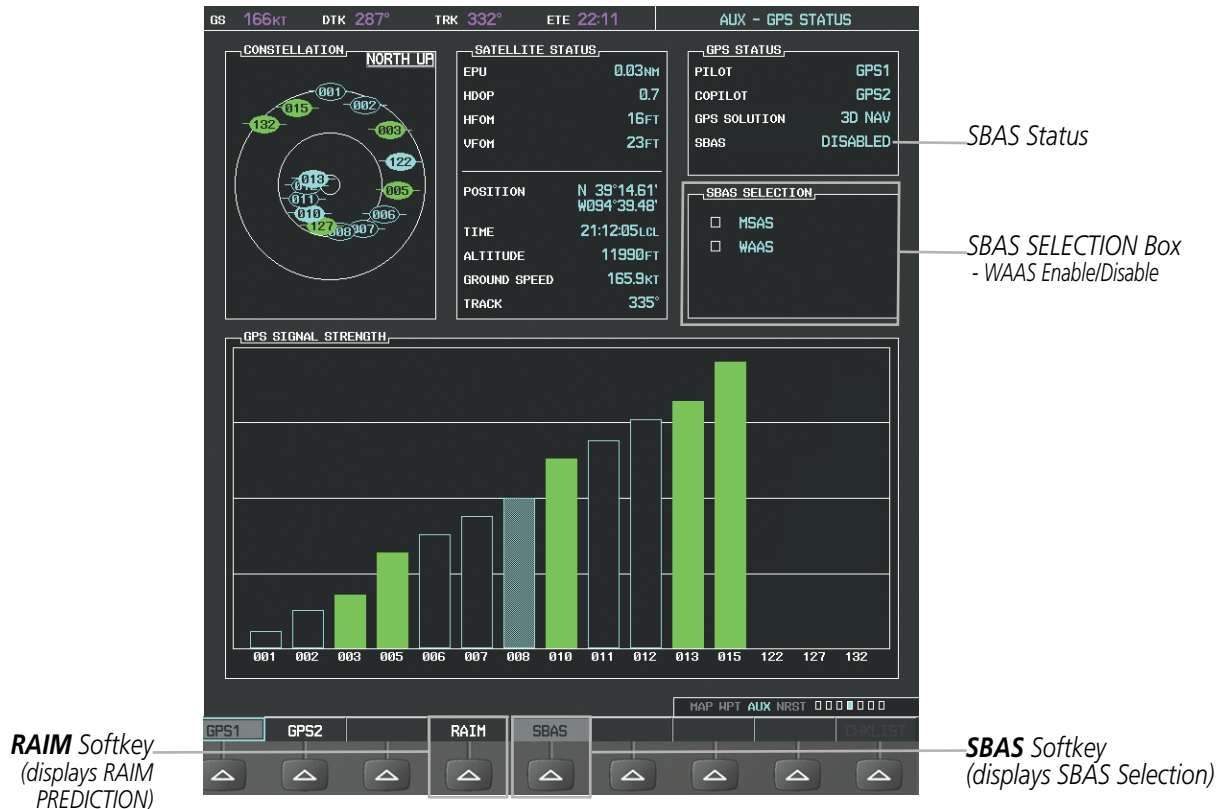 GS 166KT DTK 287° TRK 332° ETE 22:11 AUX - GPS STATUS
CONSTELLATION
NORTH UP
001
002
015
132
003
122
013
005
011
010
006
127
008
007
SATELLITE STATUS
EPU 0.03NM
HDOP 0.7
HFOM 16FT
VFOM 23FT
POSITION N 39°14.61'
W094°39.48'
TIME 21:12:05LCL
ALTITUDE 11990FT
GROUND SPEED 165.9KT
TRACK 335°
GPS STATUS
PILOT GPS1
COPILOT GPS2
GPS SOLUTION 3D NAV
SBAS DISABLED
SBAS Status
SBAS SELECTION
MSAS
WAAS
SBAS SELECTION Box
- WAAS Enable/Disable
GPS SIGNAL STRENGTH
001 002 003 005 006 007 008 010 011 012 013 015 122 127 132
MAP WPT AUX NRST
GPS1 GPS2 RAIM SBAS CHKLIST
RAIM Softkey
(displays RAIM
PREDICTION)
SBAS Softkey
(displays SBAS Selection)